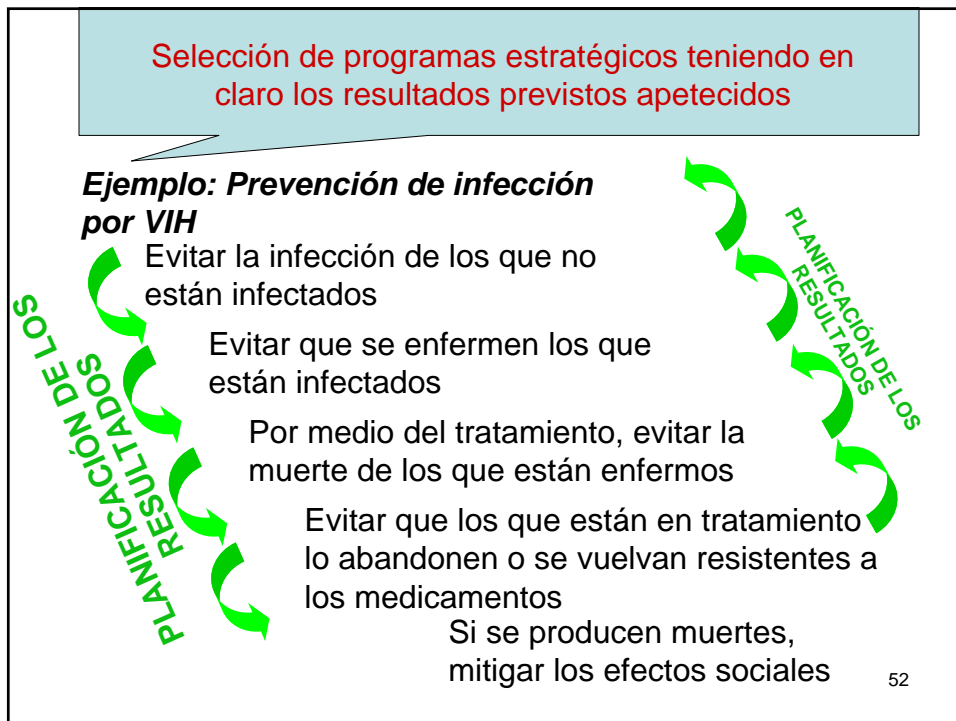 Selección de programas estratégicos teniendo en
claro los resultados previstos apetecidos
Ejemplo: Prevención de infección
por VIH
Evitar la infección de los que no
están infectados
Evitar que se enfermen los que
están infectados
Por medio del tratamiento, evitar la
muerte de los que están enfermos
Evitar que los que están en tratamiento
lo abandonen o se vuelvan resistentes a
los medicamentos
Si se producen muertes,
mitigar los efectos sociales
PLANIFICACIÓN DE LOS
RESULTADOS
PLANIFICACIÓN DE LOS
RESULTADOS
52